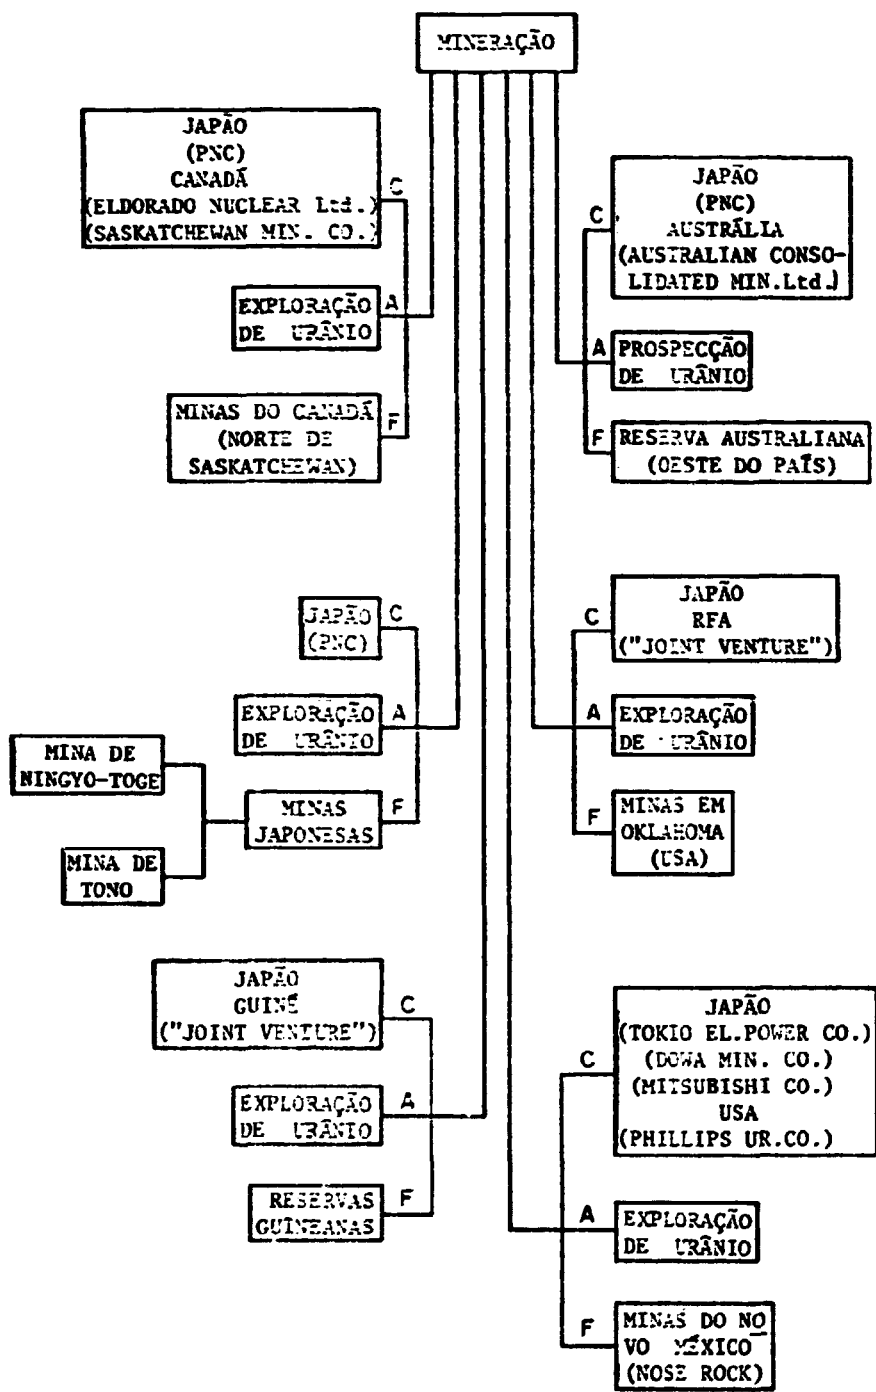 MINERAÇÃO
JAPÃO
(PNC)
CANADÁ
(ELDORADO NUCLEAR Ltd.)
(SASKATCHEWAN MIN. CO.)
C
EXPLORAÇÃO
DE URÂNIO
A
MINAS DO CANADÁ
(NORTE DE
SASKATCHEWAN)
F
JAPÃO
(PNC)
AUSTRÁLIA
(AUSTRALIAN CONSO-
LIDATED MIN.Ltd.)
C
A
PROSPECÇÃO
DE URÂNIO
F
RESERVA AUSTRALIANA
(OESTE DO PAÍS)
JAPÃO
(PNC)
C
EXPLORAÇÃO
DE URÂNIO
A
MINA DE
NINGYO-TOGE
MINAS
JAPONESAS
F
MINA DE
TONO
JAPÃO
RFA
("JOINT VENTURE")
C
A
EXPLORAÇÃO
DE URÂNIO
F
MINAS EM
OKLAHOMA
(USA)
JAPÃO
GUINÉ
("JOINT VENTURE")
C
EXPLORAÇÃO
DE URÂNIO
A
RESERVAS
GUINEANAS
F
JAPÃO
(TOKIO EL.POWER CO.)
(DOWA MIN. CO.)
(MITSUBISHI CO.)
USA
(PHILLIPS UR.CO.)
C
A
EXPLORAÇÃO
DE URÂNIO
F
MINAS DO NO
VO MÉXICO
(NOSE ROCK)